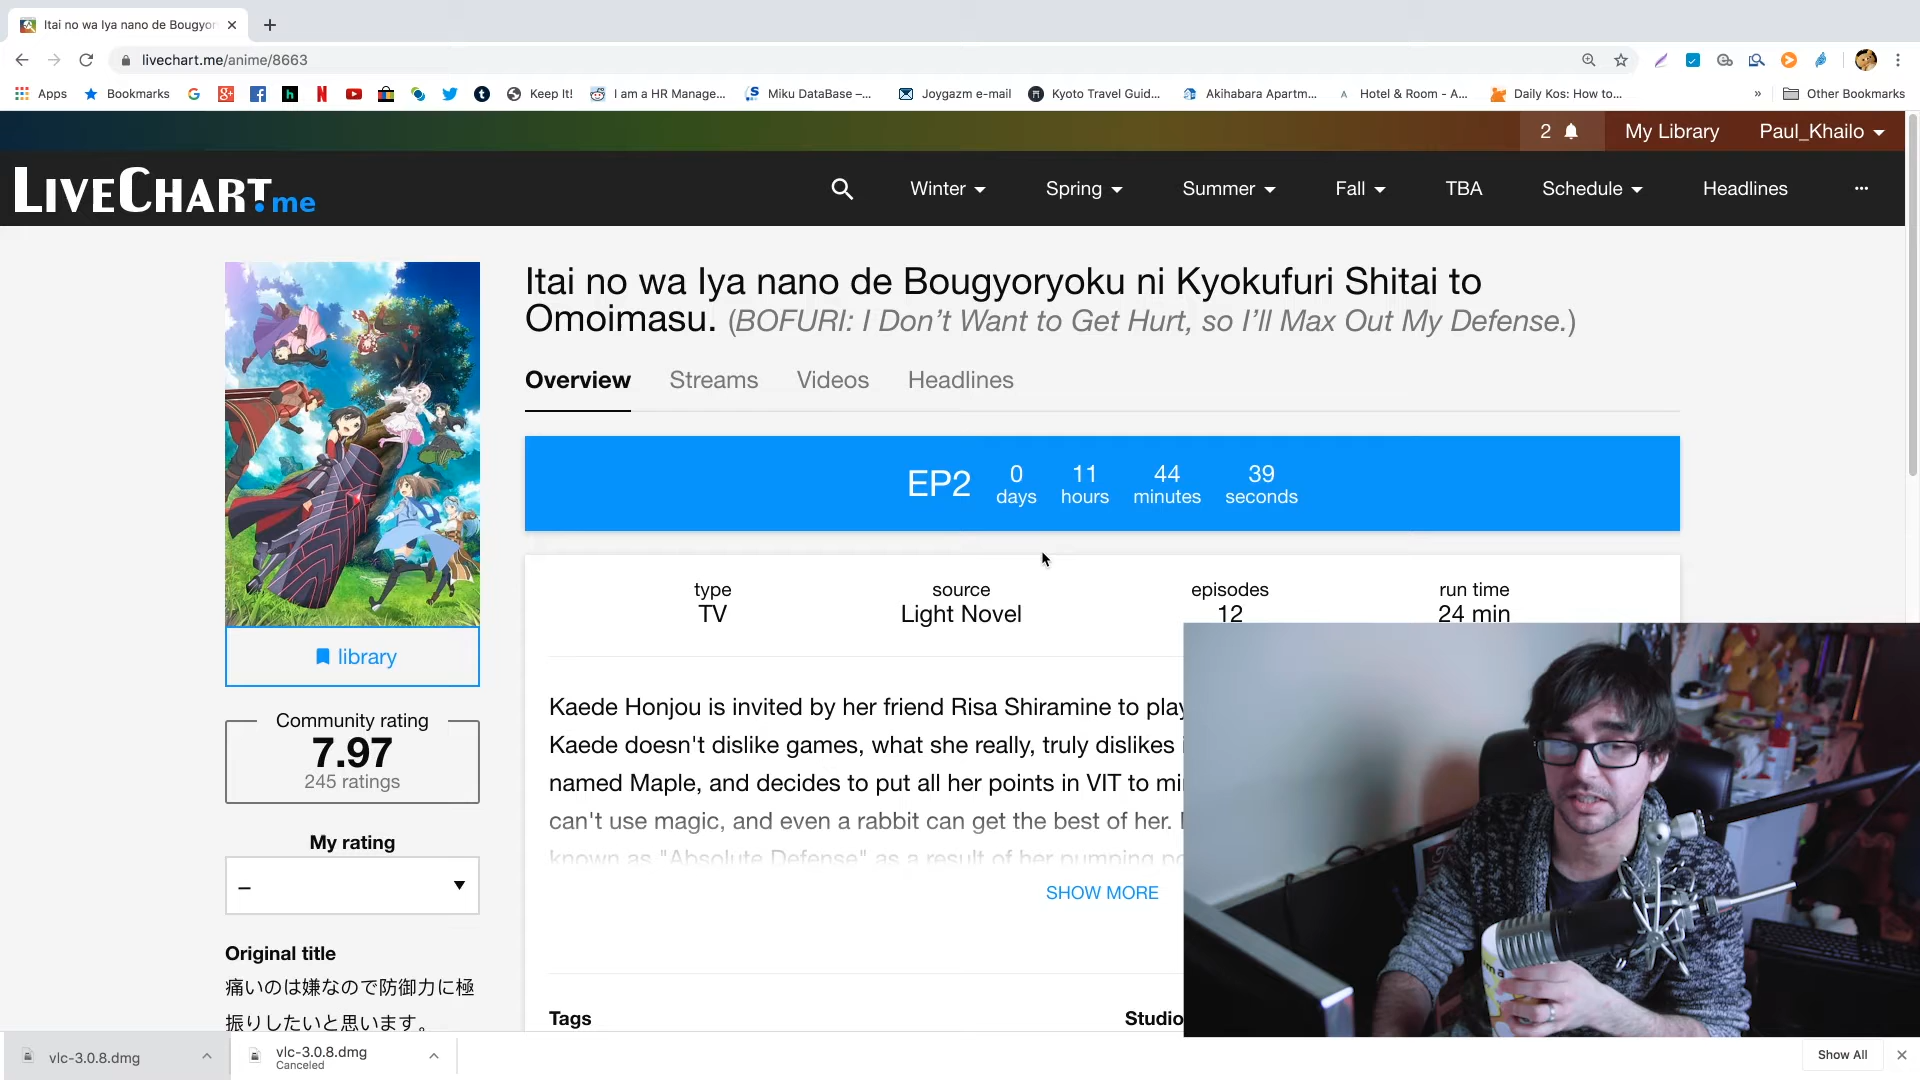 Itai no wa Iya nano de Bougyor
livechart.me/anime/8663
Apps Bookmarks Keep It! I am a HR Manage... Miku DataBase –... Joygazm e-mail Kyoto Travel Guid... Akihabara Apartm... Hotel & Room - A... Daily Kos: How to... » Other Bookmarks
2 My Library Paul_Khailo
LIVECHART.me Winter Spring Summer Fall TBA Schedule Headlines ...
Itai no wa Iya nano de Bougyoryoku ni Kyokufuri Shitai to
Omoimasu. (BOFURI: I Don’t Want to Get Hurt, so I’ll Max Out My Defense.)
Overview Streams Videos Headlines
EP2 0 11 44 39
days hours minutes seconds
type source episodes run time
TV Light Novel 12 24 min
library
Community rating
7.97
245 ratings
My rating
–
Kaede Honjou is invited by her friend Risa Shiramine to play
Kaede doesn't dislike games, what she really, truly dislikes
named Maple, and decides to put all her points in VIT to
can't use magic, and even a rabbit can get the best of her.
known as "Absolute Defense" as a result of her pumping
SHOW MORE
Original title
痛いのは嫌なので防御力に極
振りしたいと思います。
Tags Studio
vlc-3.0.8.dmg
vlc-3.0.8.dmg
Canceled
Show All